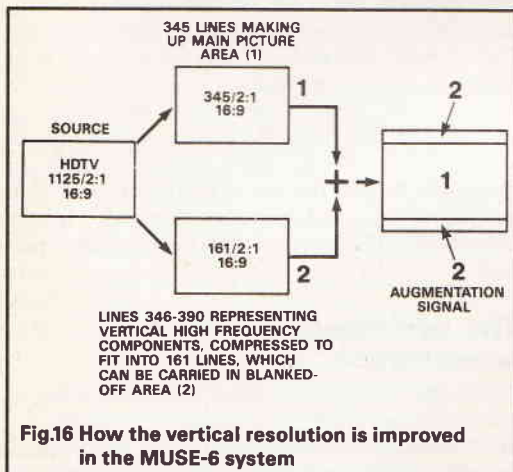 345 LINES MAKING
UP MAIN PICTURE
AREA (1)
345/2:1
16:9
1
SOURCE
HDTV
1125/2:1
16:9
+
161/2:1
16:9
2
2
1
2
AUGMENTATION
SIGNAL
LINES 346-390 REPRESENTING
VERTICAL HIGH FREQUENCY
COMPONENTS, COMPRESSED TO
FIT INTO 161 LINES, WHICH
CAN BE CARRIED IN BLANKED-
OFF AREA (2)
Fig.16 How the vertical resolution is improved
in the MUSE-6 system